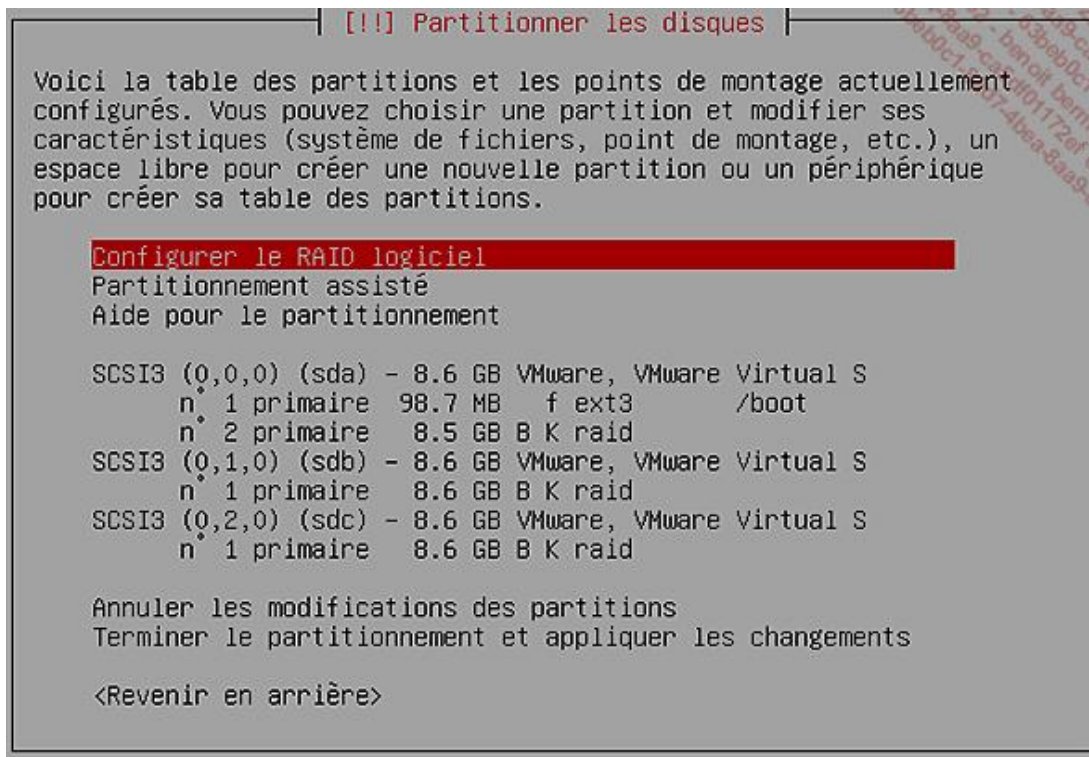 [!!] Partitionner les disques
Voici la table des partitions et les points de montage actuellement
configurés. Vous pouvez choisir une partition et modifier ses
caractéristiques (système de fichiers, point de montage, etc.), un
espace libre pour créer une nouvelle partition ou un périphérique
pour créer sa table des partitions.
Configurer le RAID logiciel
Partitionnement assisté
Aide pour le partitionnement
SCSI3 (0,0,0) (sda) - 8.6 GB VMware, VMware Virtual S
n° 1 primaire 98.7 MB f ext3 /boot
n° 2 primaire 8.5 GB B K raid
SCSI3 (0,1,0) (sdb) - 8.6 GB VMware, VMware Virtual S
n° 1 primaire 8.6 GB B K raid
SCSI3 (0,2,0) (sdc) - 8.6 GB VMware, VMware Virtual S
n° 1 primaire 8.6 GB B K raid
Annuler les modifications des partitions
Terminer le partitionnement et appliquer les changements
<Revenir en arrière>